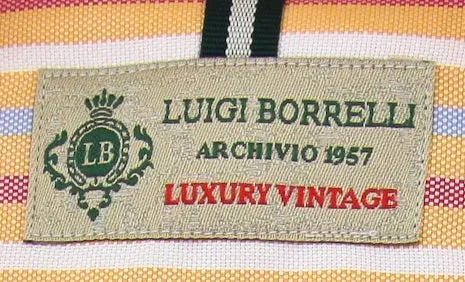 LB
LUIGI BORRELLI
ARCHIVIO 1957
LUXURY VINTAGE